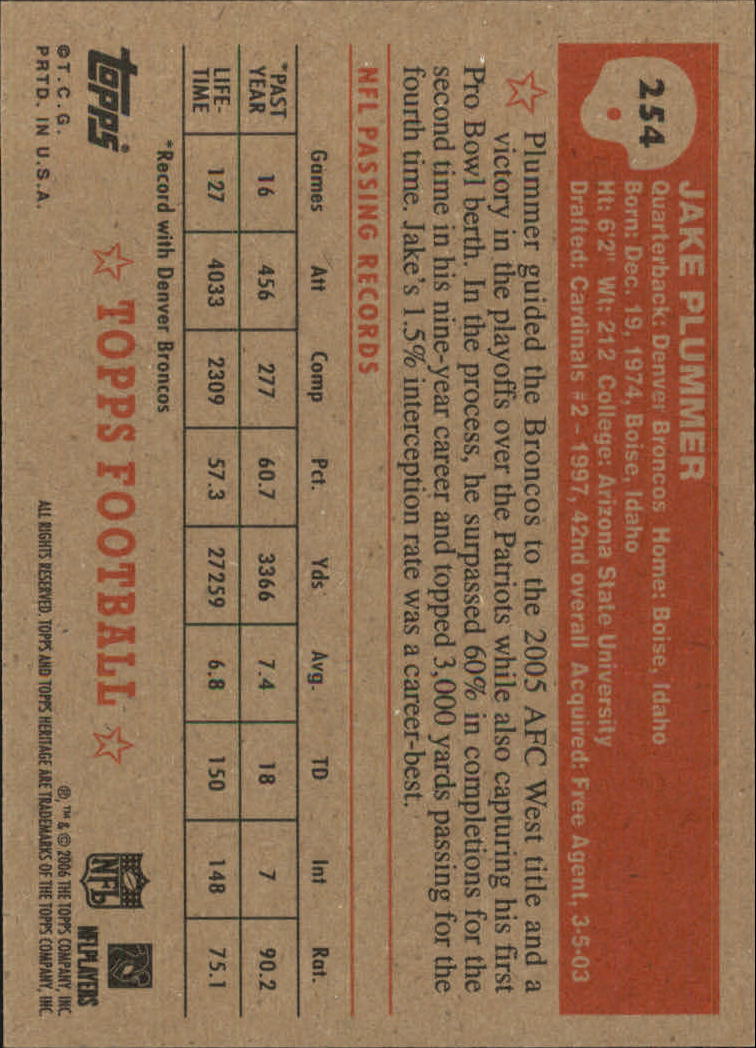 254
JAKE PLUMMER
Quarterback: Denver Broncos Home: Boise, Idaho
Born: Dec. 19, 1974, Boise, Idaho
Ht: 6'2" Wt: 212 College: Arizona State University
Drafted: Cardinals #2 – 1997, 42nd overall Acquired: Free Agent, 3-5-03
Plummer guided the Broncos to the 2005 AFC West title and a
victory in the playoffs over the Patriots while also capturing his first
Pro Bowl berth. In the process, he surpassed 60% in completions for the
second time in his nine-year career and topped 3,000 yards passing for the
fourth time. Jake's 1.5% interception rate was a career-best.
NFL PASSING RECORDS
Games Att Comp Pct. Yds Avg. TD Int Rat.
*PAST YEAR 16 456 277 60.7 3366 7.4 18 7 90.2
LIFE-TIME 127 4033 2309 57.3 27259 6.8 150 148 75.1
*Record with Denver Broncos
topps
©T.C.G.
PRTD. IN U.S.A.
TOPPS FOOTBALL
®, ™ & © 2006 THE TOPPS COMPANY, INC
ALL RIGHTS RESERVED. TOPPS AND TOPPS HERITAGE ARE TRADEMARKS OF THE TOPPS COMPANY, INC.
NFL
NFLPLAYERS